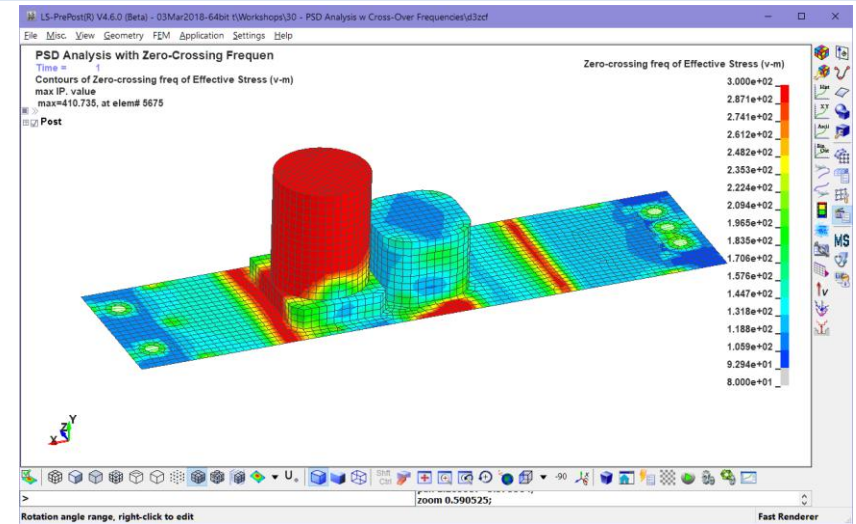 LS-PrePost(R) V4.6.0 (Beta) - 03Mar2018-64bit t\Workshops\30 - PSD Analysis w Cross-Over Frequencies\d3zcf
File Misc. View Geometry FEM Application Settings Help
PSD Analysis with Zero-Crossing Frequen
Time = 1
Contours of Zero-crossing freq of Effective Stress (v-m)
max IP. value
max=410.735, at elem# 5675
Post
Zero-crossing freq of Effective Stress (v-m)
3.000e+02
2.871e+02
2.741e+02
2.612e+02
2.482e+02
2.353e+02
2.224e+02
2.094e+02
1.965e+02
1.835e+02
1.706e+02
1.576e+02
1.447e+02
1.318e+02
1.188e+02
1.059e+02
9.294e+01
8.000e+01
MS
Y
Z
X
Shft
Ctrl
-90
>
zoom 0.590525;
Rotation angle range, right-click to edit
Fast Renderer